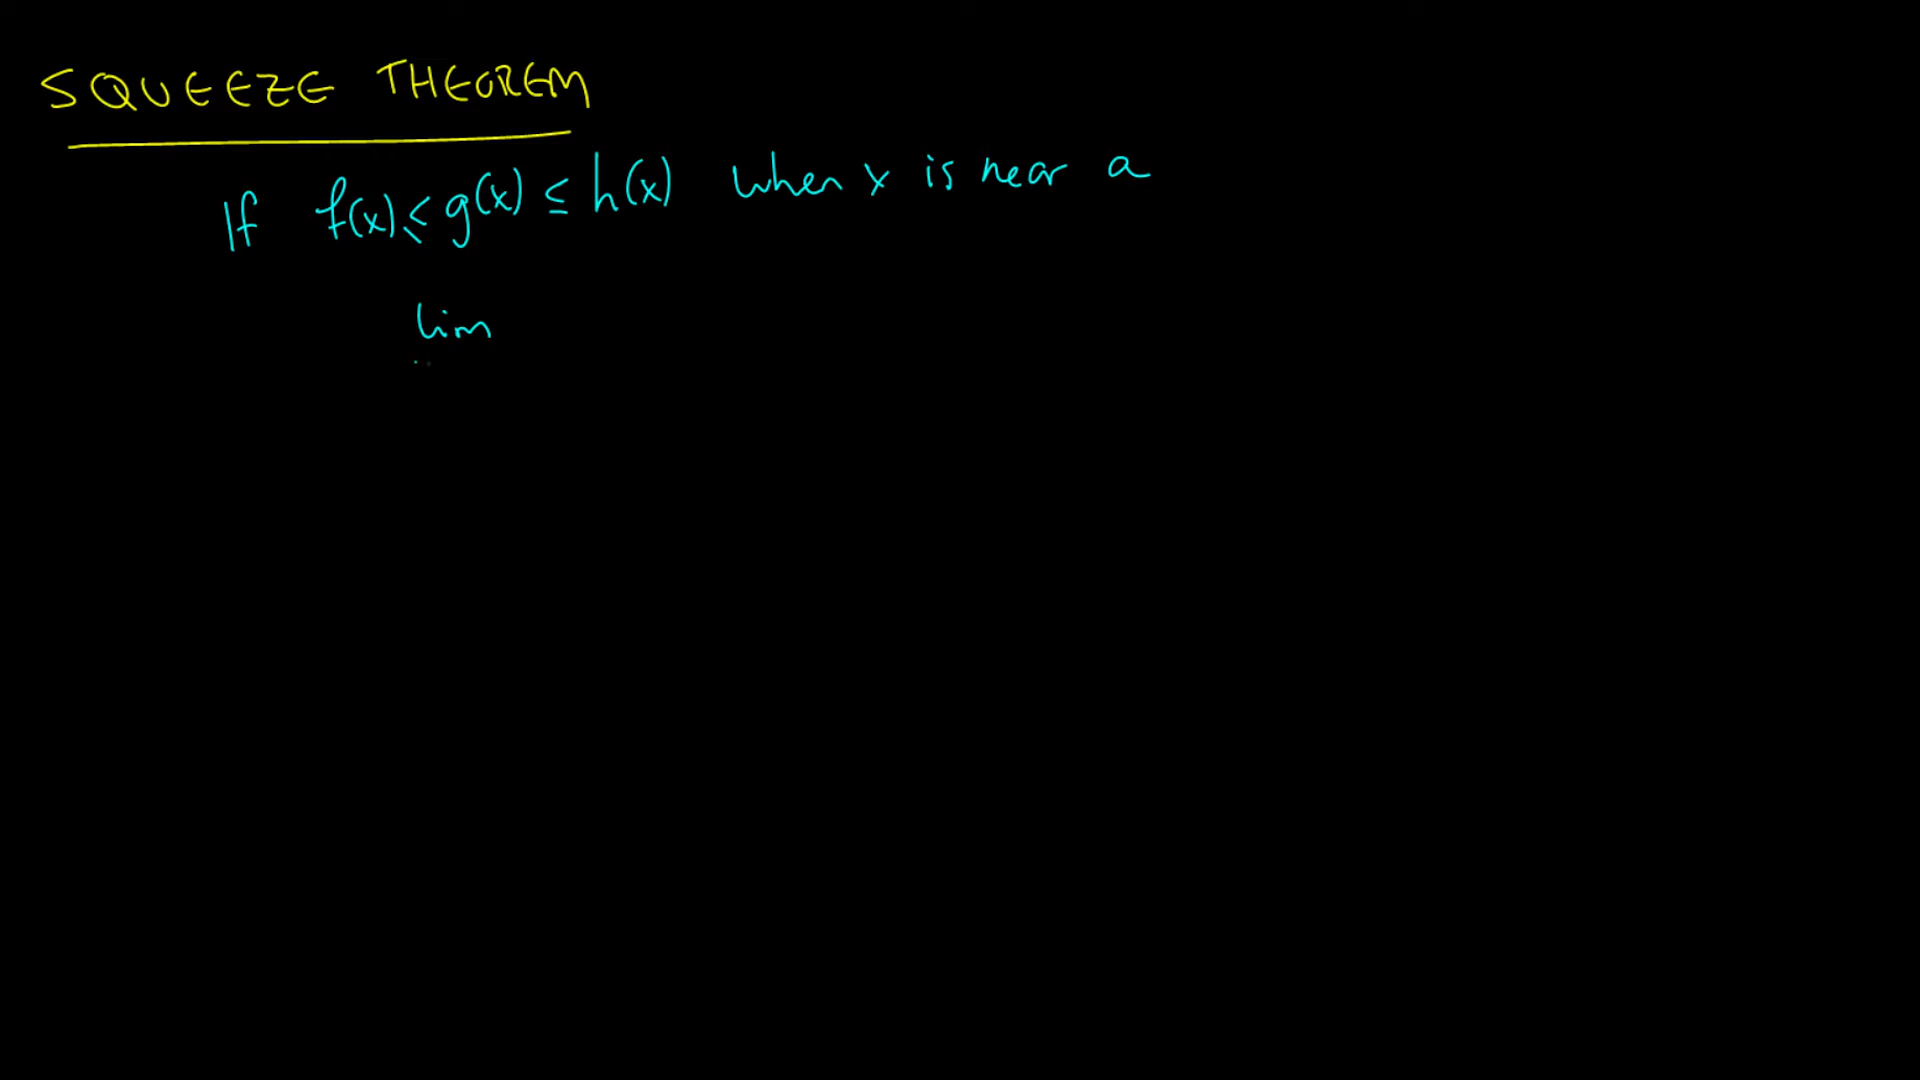 SQUEEZE THEOREM
If f(x) ≤ g(x) ≤ h(x) when x is near a
lim